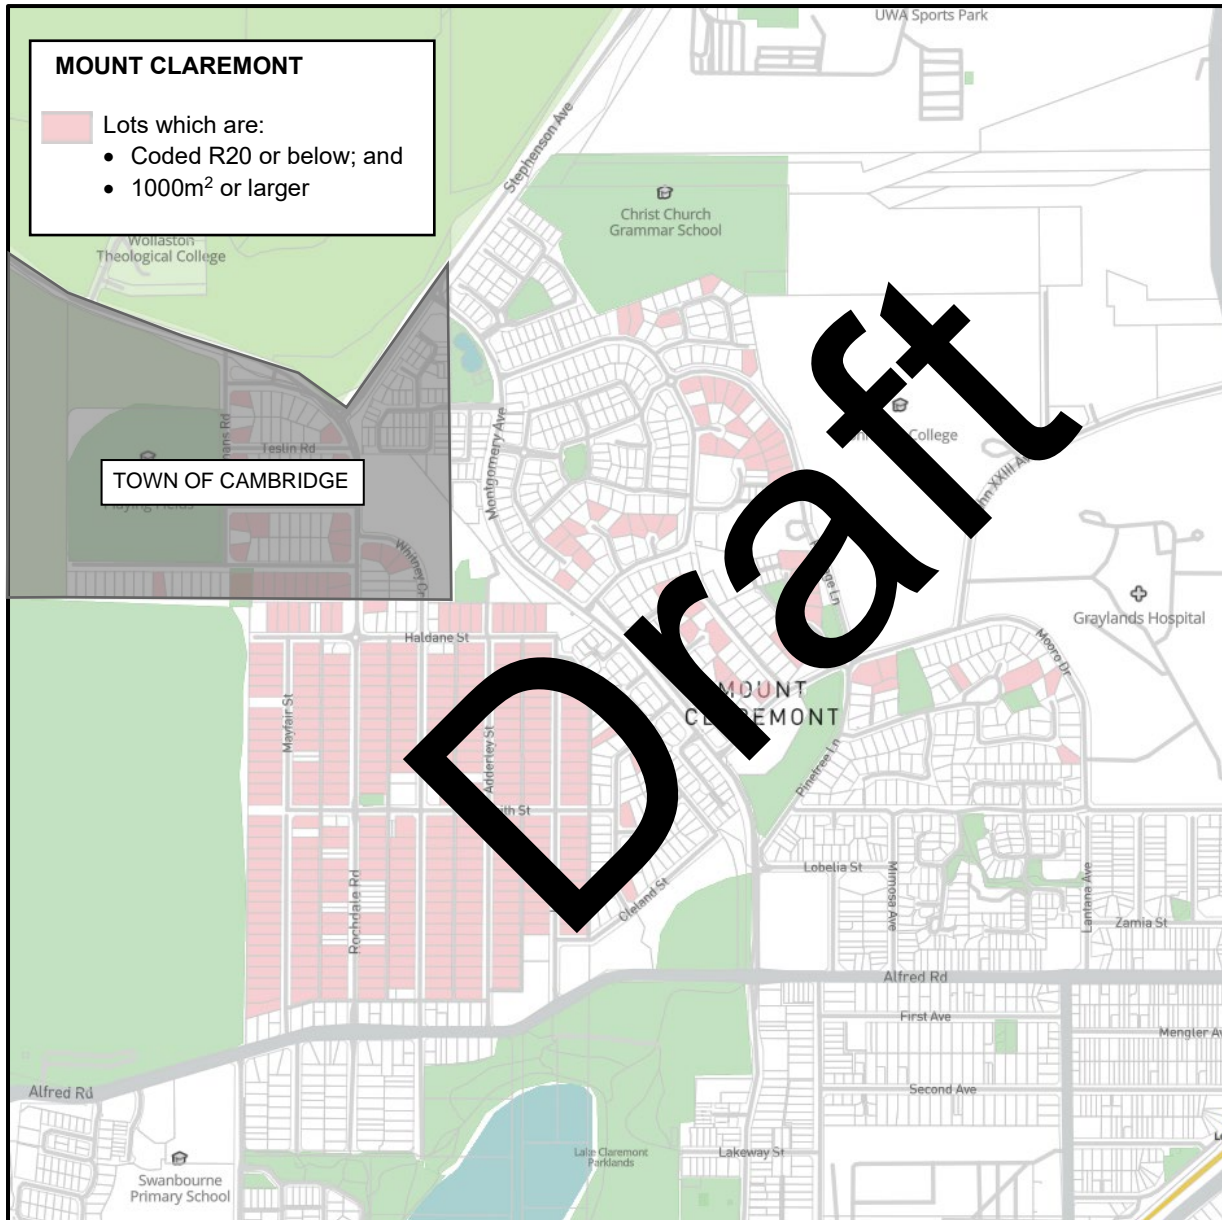 UWA Sports Park
MOUNT CLAREMONT
Lots which are:
• Coded R20 or below; and
• 1000m² or larger
Stephenson Ave
Christ Church
Grammar School
Wollaston
Theological College
Teslin Rd
TOWN OF CAMBRIDGE
Playing Fields
Montgomery Ave
College
Whitney Cr
Graylands Hospital
Haldane St
Mooro Dr
MOUNT
CLAREMONT
Mayfair St
Adderley St
Pinetree Ln
Rochdale Rd
Cleland St
Lobelia St
Mimosa Ave
Lantana Ave
Zamia St
Alfred Rd
First Ave
Mengler Av
Second Ave
Alfred Rd
Lake Claremont
Parklands
Lakeway St
Swanbourne
Primary School
Draft